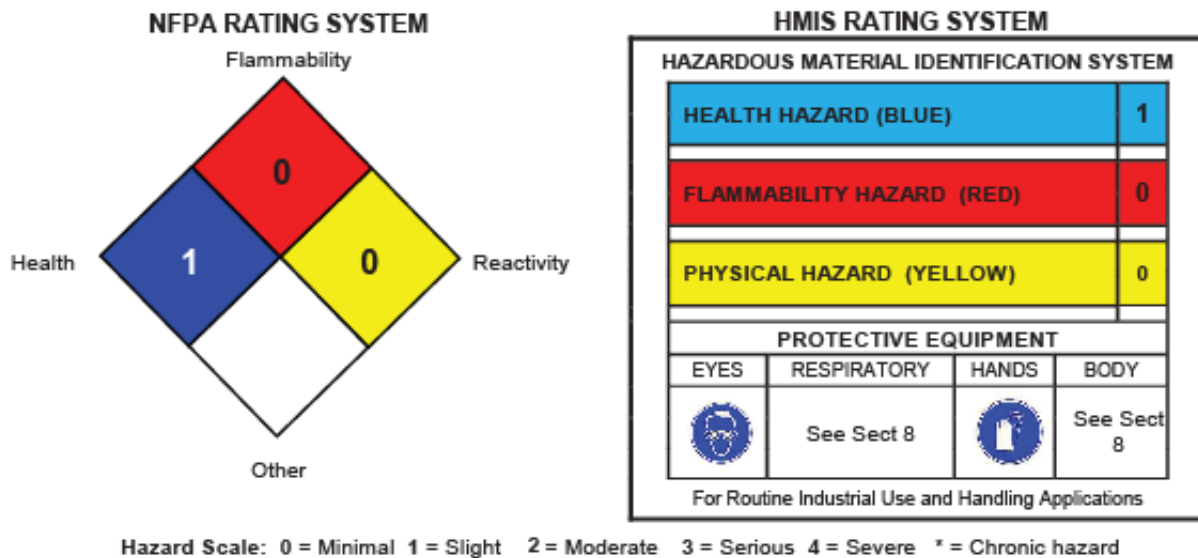 NFPA RATING SYSTEM
Flammability
0
Health
1
0
Reactivity
Other
HMIS RATING SYSTEM
HAZARDOUS MATERIAL IDENTIFICATION SYSTEM
HEALTH HAZARD (BLUE) 1
FLAMMABILITY HAZARD (RED) 0
PHYSICAL HAZARD (YELLOW) 0
PROTECTIVE EQUIPMENT
EYES RESPIRATORY HANDS BODY
See Sect 8 See Sect
8
For Routine Industrial Use and Handling Applications
Hazard Scale: 0 = Minimal 1 = Slight 2 = Moderate 3 = Serious 4 = Severe * = Chronic hazard